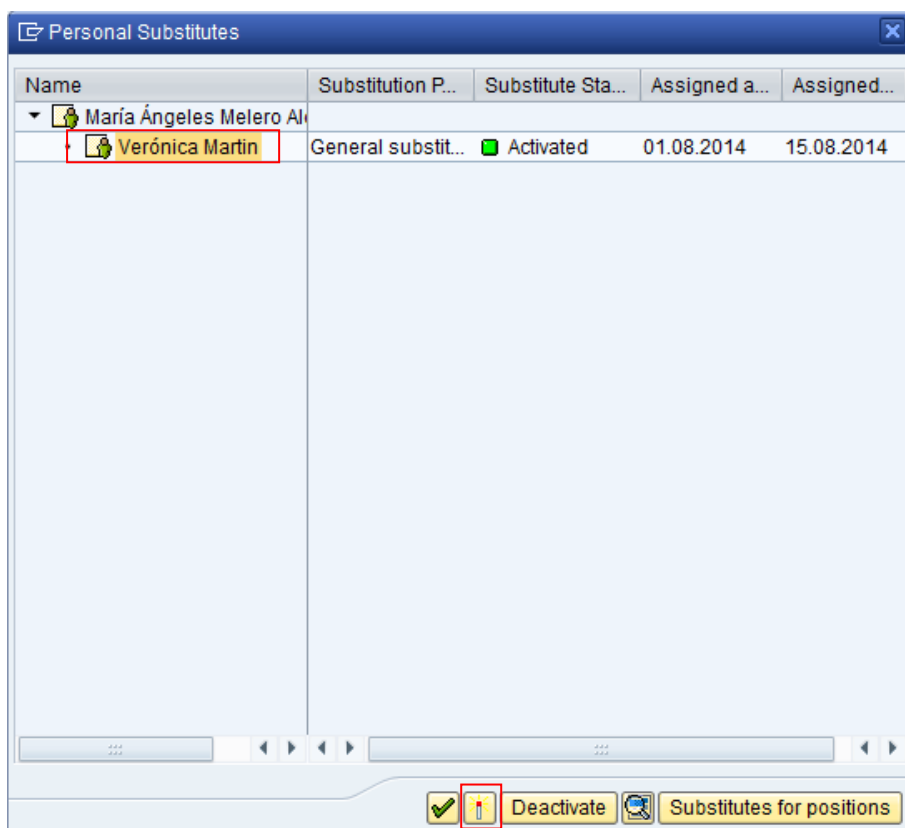 Personal Substitutes
Name Substitution P... Substitute Sta... Assigned a... Assigned...
María Ángeles Melero Al
Verónica Martin General substit... Activated 01.08.2014 15.08.2014
Deactivate Substitutes for positions